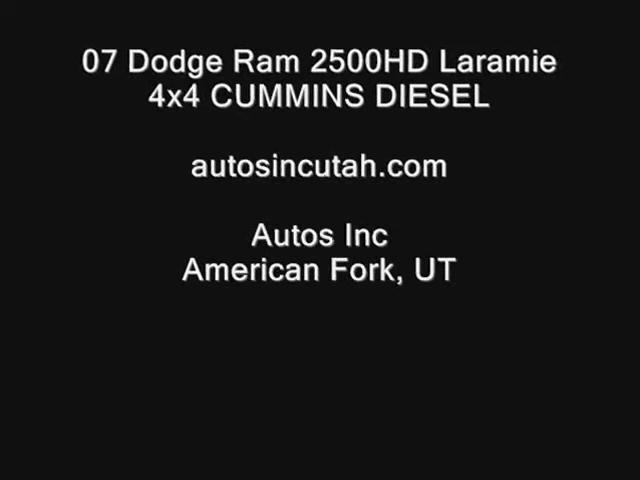 07 Dodge Ram 2500HD Laramie
4x4 CUMMINS DIESEL
autosincutah.com
Autos Inc
American Fork, UT